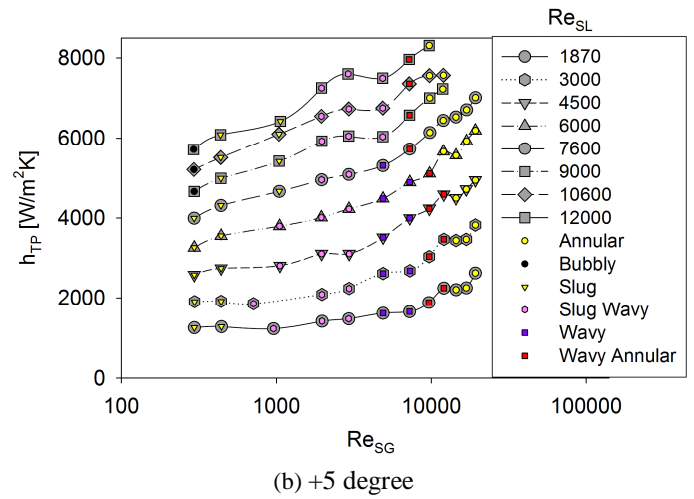 Re_SL
8000
6000
4000
2000
0
h_TP [W/m²K]
1870
3000
4500
6000
7600
9000
10600
12000
Annular
Bubbly
Slug
Slug Wavy
Wavy
Wavy Annular
100
1000
10000
100000
Re_SG
(b) +5 degree